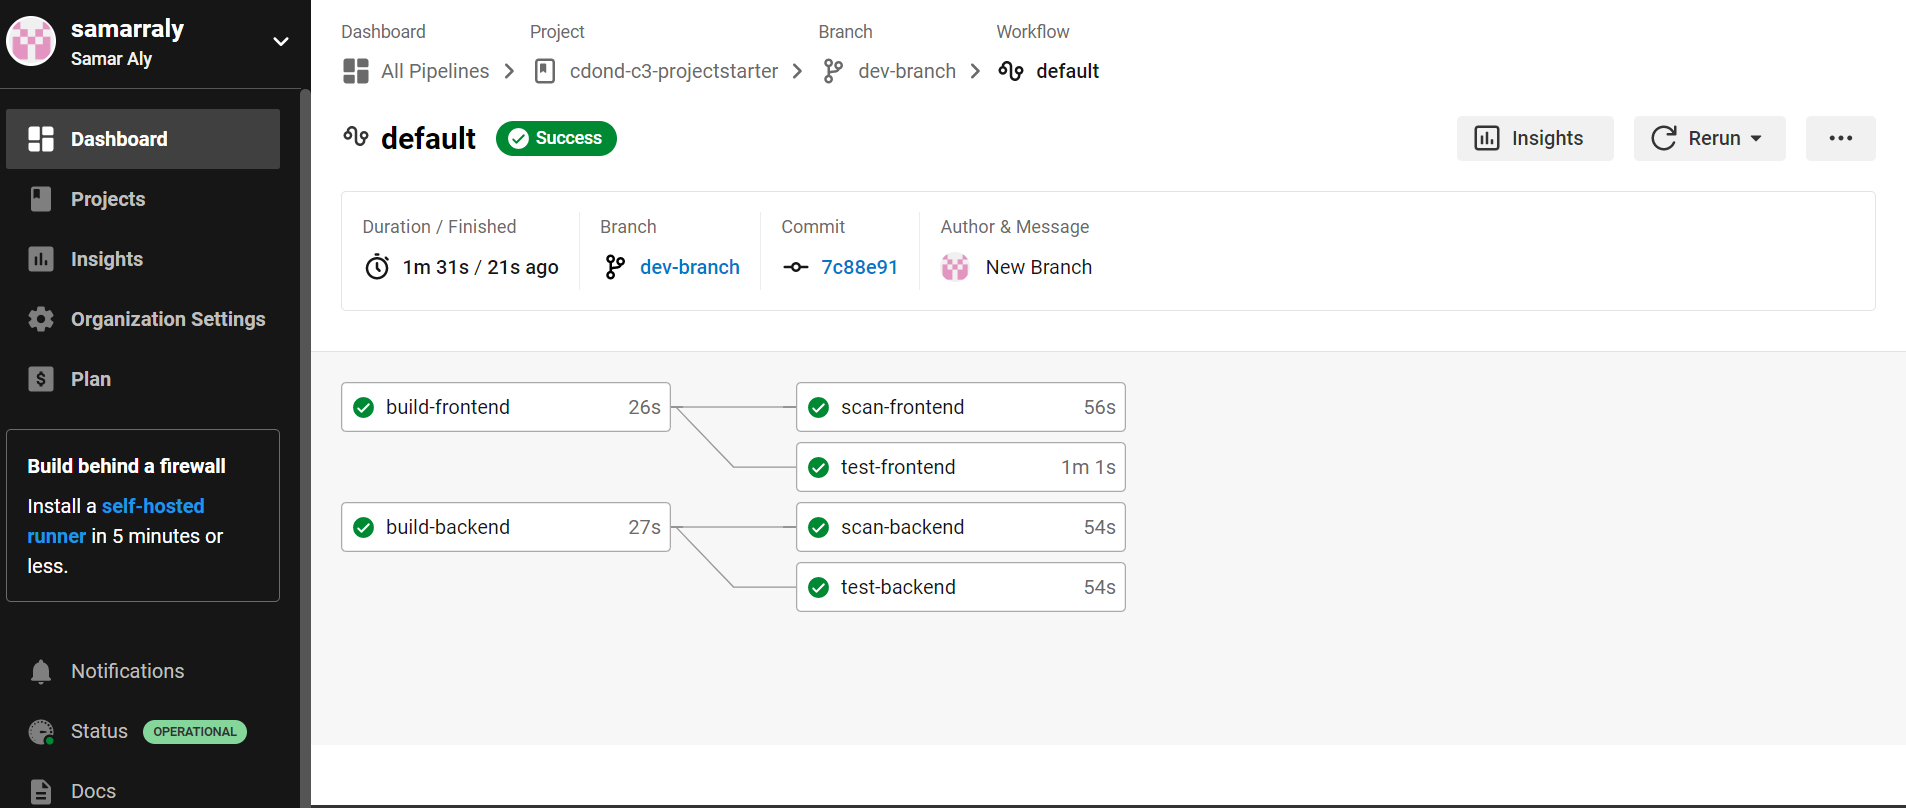 samarraly
Samar Aly
Dashboard
Projects
Insights
Organization Settings
Plan
Build behind a firewall
Install a self-hosted
runner in 5 minutes or
less.
Notifications
Status OPERATIONAL
Docs
Dashboard Project Branch Workflow
All Pipelines cdond-c3-projectstarter dev-branch default
default Success Insights Rerun
Duration / Finished Branch Commit Author & Message
1m 31s / 21s ago dev-branch 7c88e91 New Branch
build-frontend 26s scan-frontend 56s
test-frontend 1m 1s
build-backend 27s scan-backend 54s
test-backend 54s